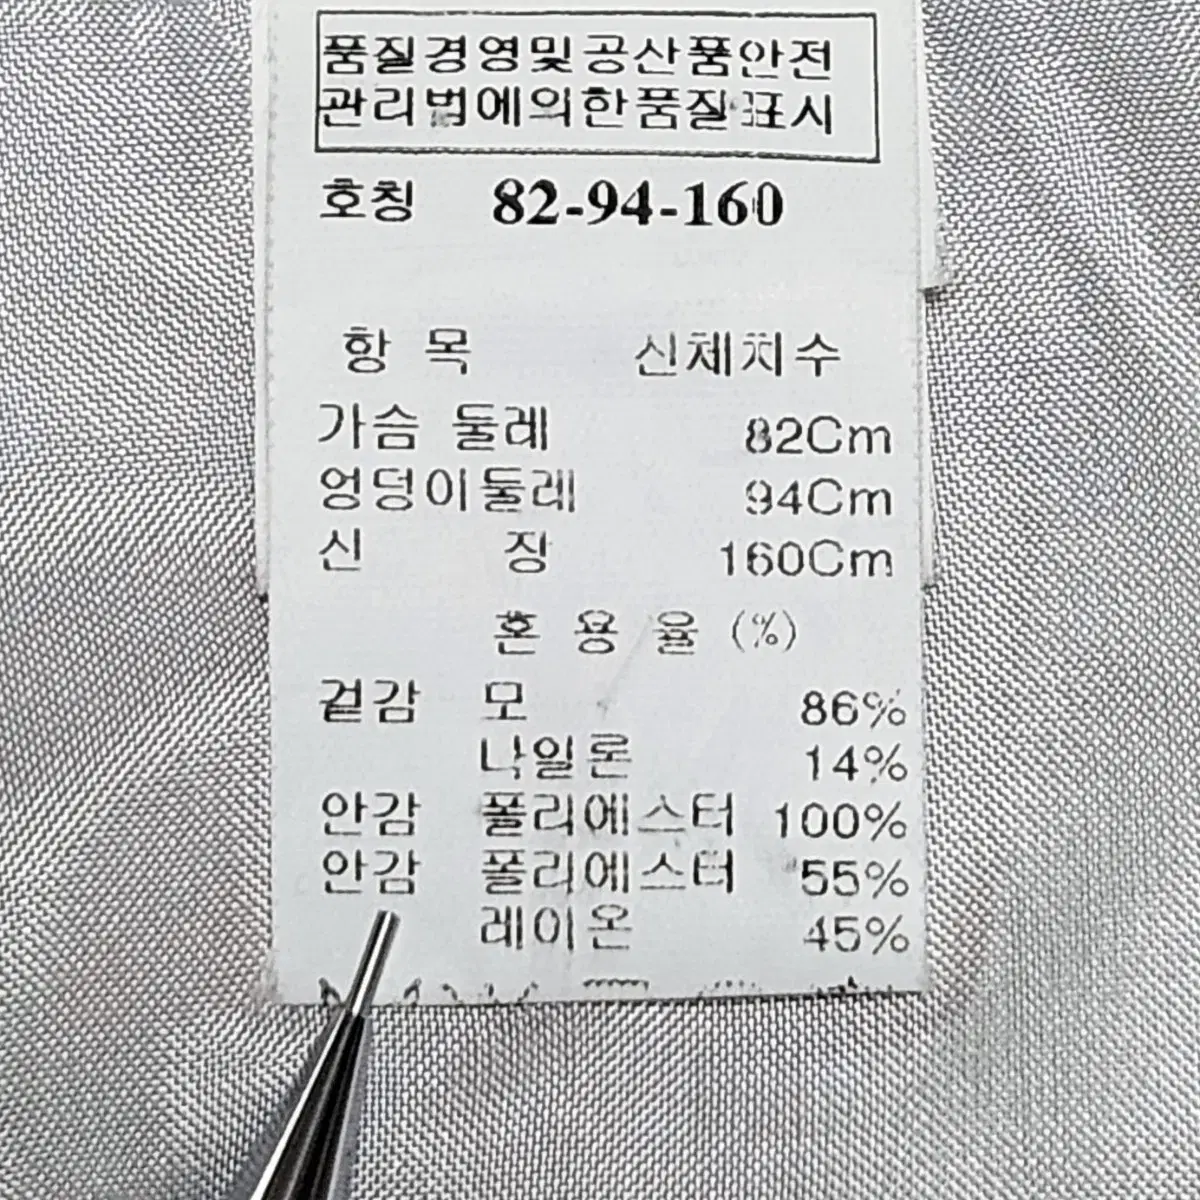 품질경영및공산품안전
관리법에의한품질표시
호칭 82-94-160
항 목 신체치수
가슴 둘레 82Cm
엉덩이둘레 94Cm
신 장 160Cm
혼 용 율 (%)
겉감 모 86%
나일론 14%
안감 폴리에스터 100%
안감 폴리에스터 55%
레이온 45%